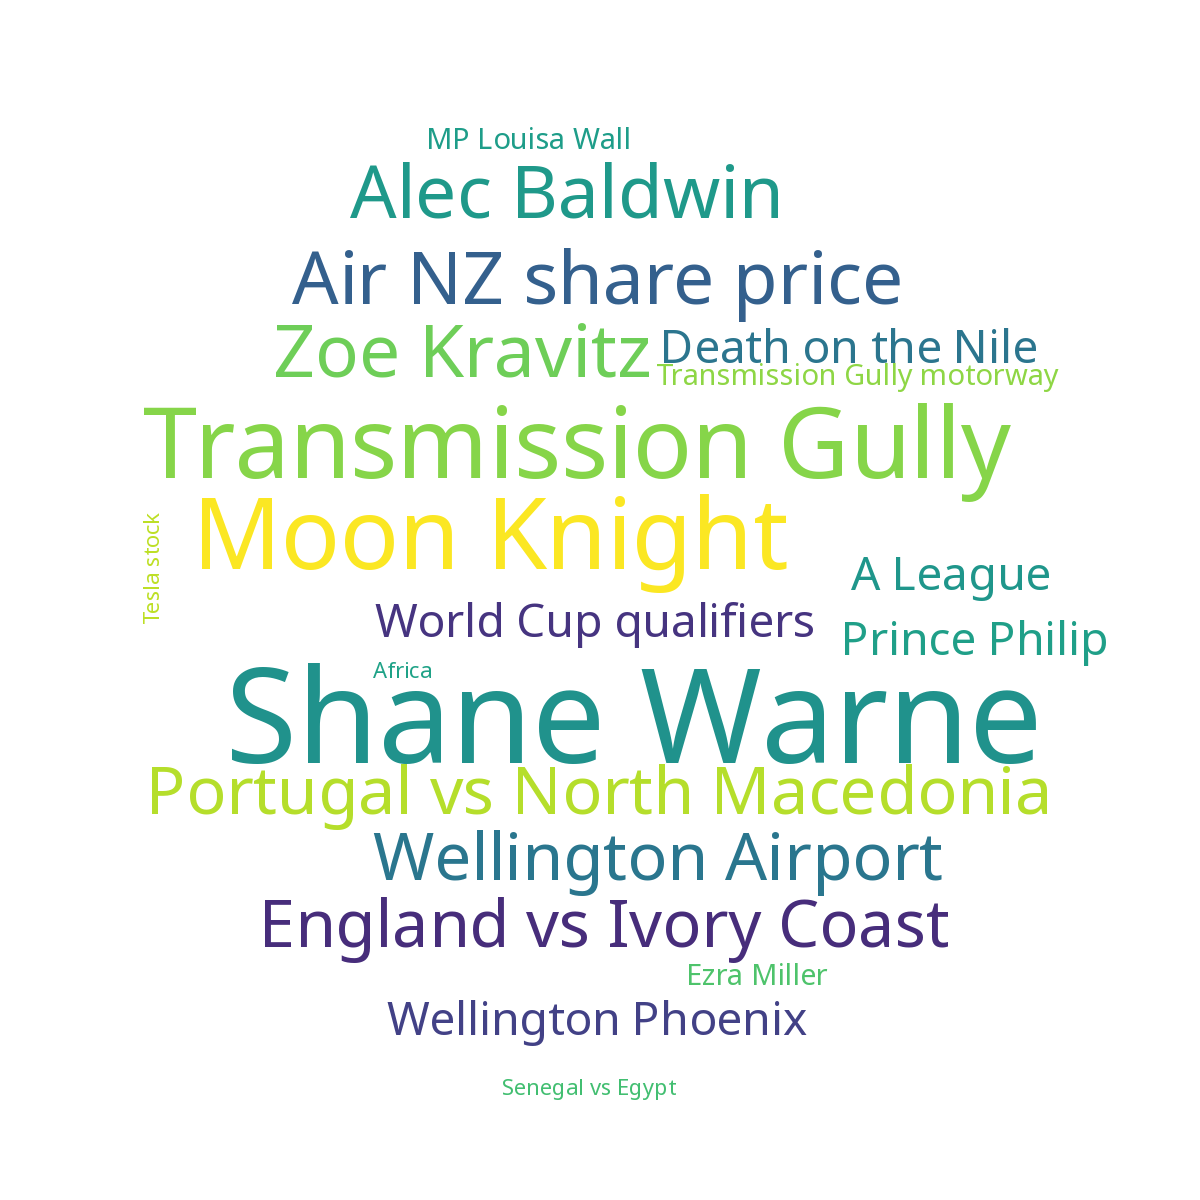 MP Louisa Wall
Alec Baldwin
Air NZ share price
Zoe Kravitz
Death on the Nile
Transmission Gully motorway
Transmission Gully
Moon Knight
Tesla stock
A League
World Cup qualifiers
Prince Philip
Africa
Shane Warne
Portugal vs North Macedonia
Wellington Airport
England vs Ivory Coast
Ezra Miller
Wellington Phoenix
Senegal vs Egypt